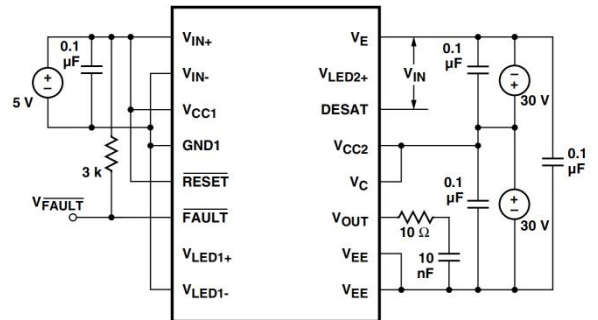 0.1
µF
5 V
3 k
V_FAULT
V_IN+
V_IN-
V_CC1
GND1
RESET
FAULT
V_LED1+
V_LED1-
V_E
V_LED2+
DESAT
V_CC2
V_C
V_OUT
V_EE
V_EE
V_IN
0.1
µF
30 V
0.1
µF
0.1
µF
30 V
10 Ω
10
nF